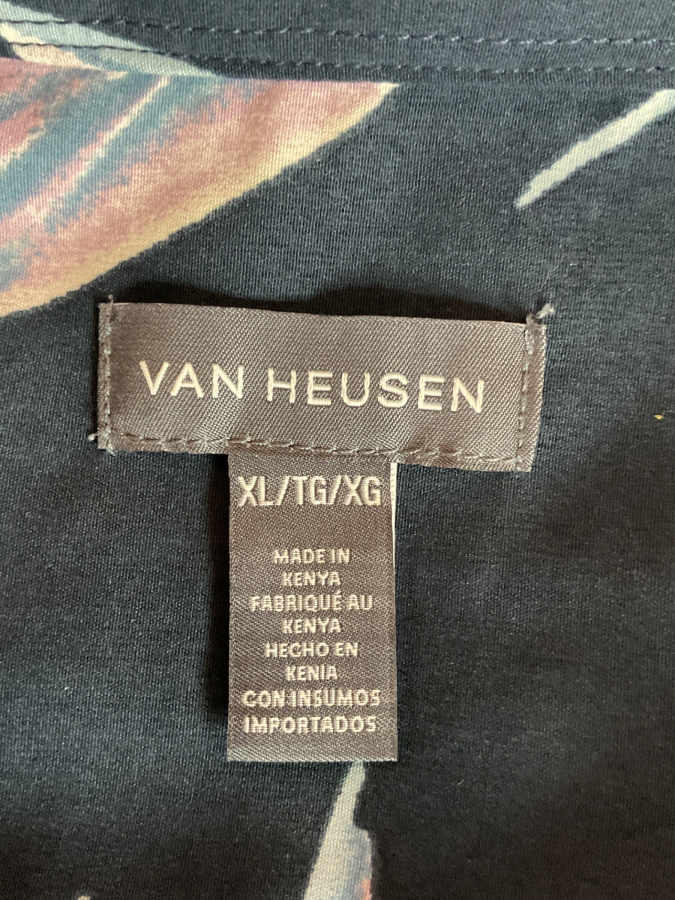 VAN HEUSEN
XL/TG/XG
MADE IN
KENYA
FABRIQUÉ AU
KENYA
HECHO EN
KENIA
CON INSUMOS
IMPORTADOS